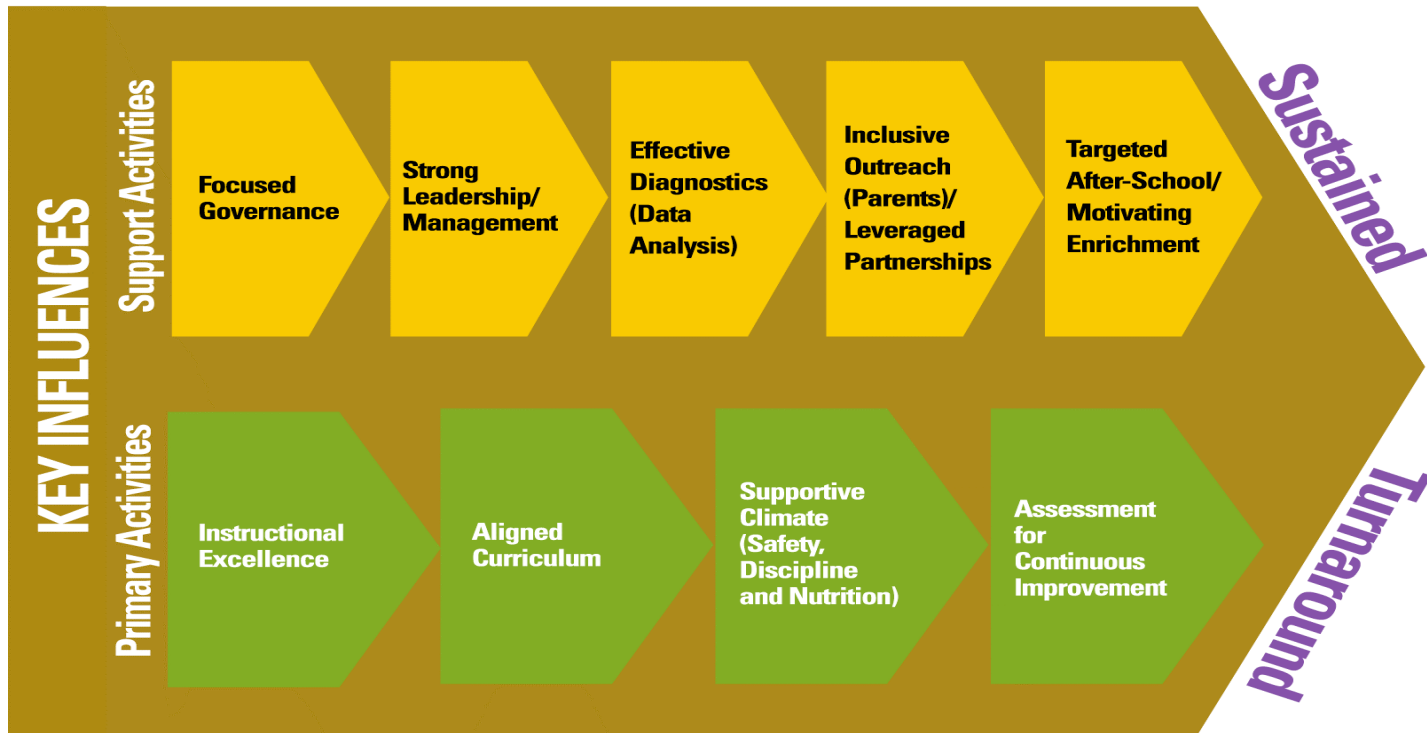 KEY INFLUENCES
Support Activities
Focused
Governance
Strong
Leadership/
Management
Effective
Diagnostics
(Data
Analysis)
Inclusive
Outreach
(Parents)/
Leveraged
Partnerships
Targeted
After-School/
Motivating
Enrichment
Primary Activities
Instructional
Excellence
Aligned
Curriculum
Supportive
Climate
(Safety,
Discipline
and Nutrition)
Assessment
for
Continuous
Improvement
Sustained
Turnaround